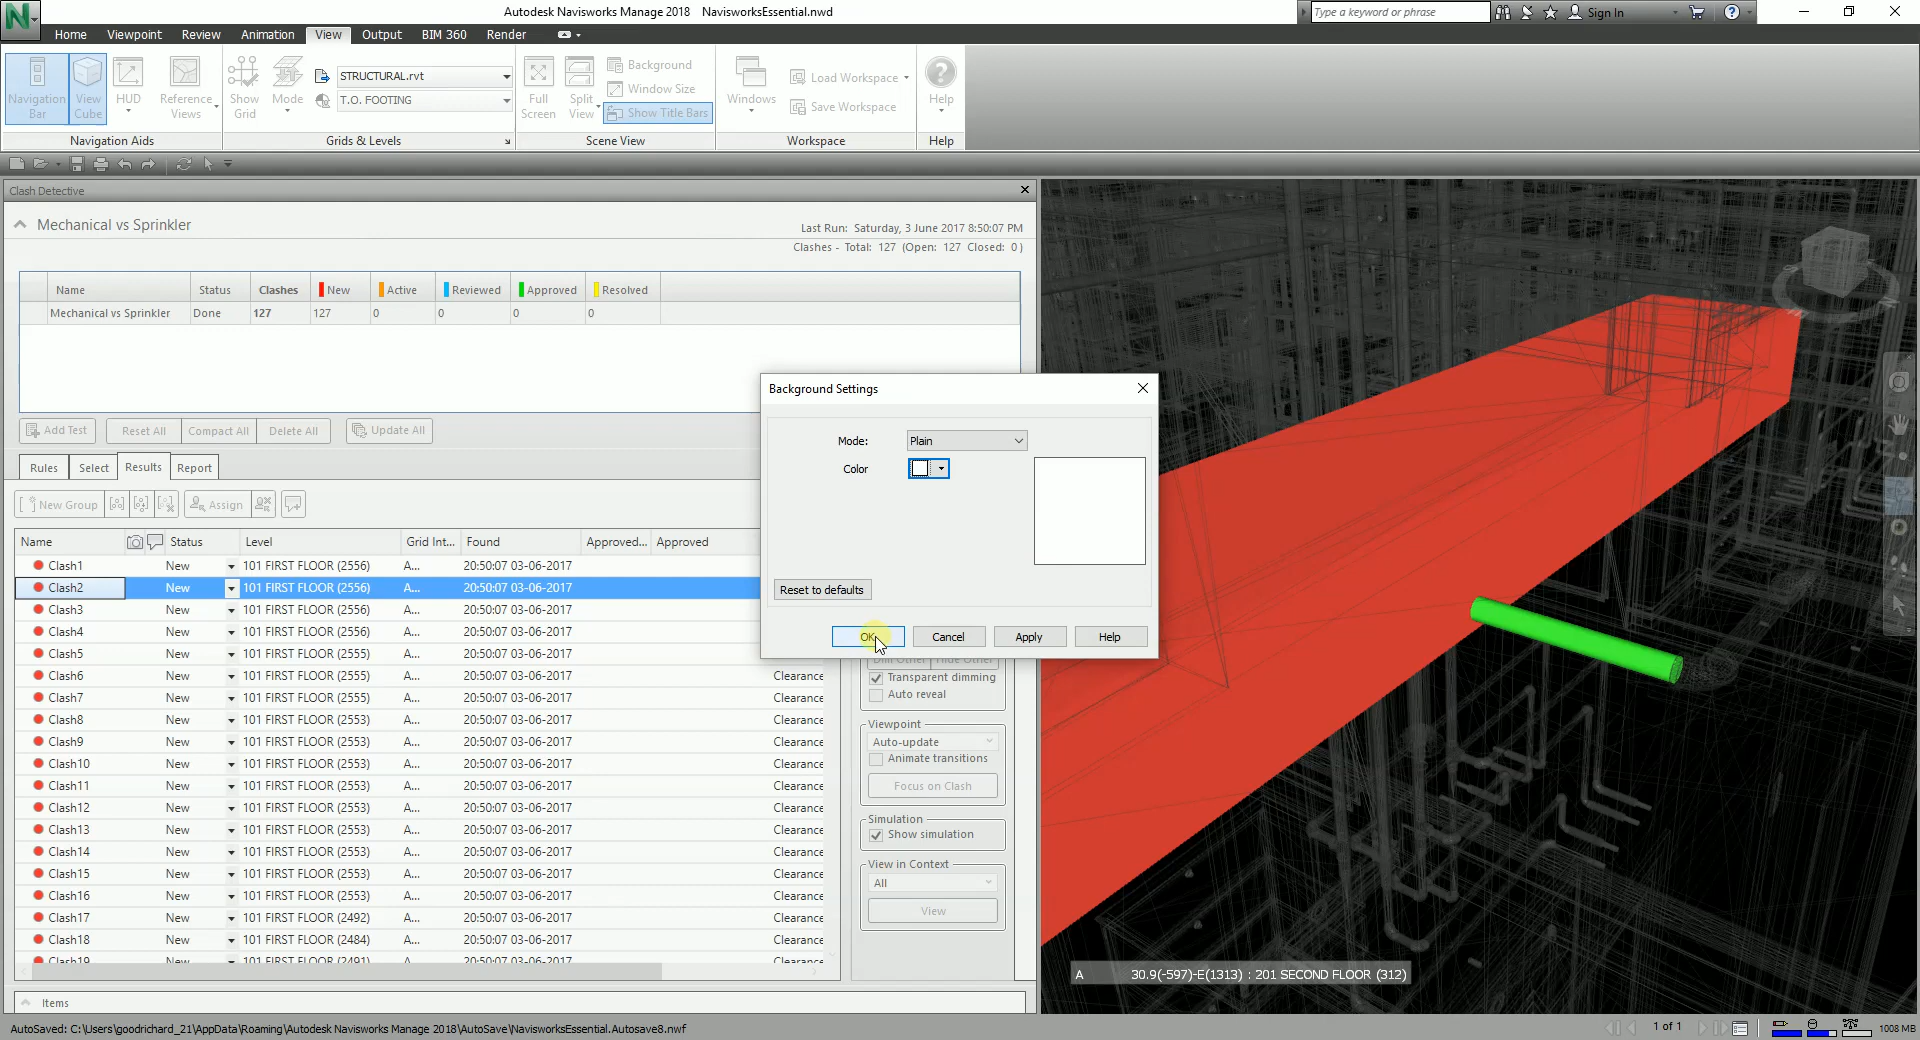 Autodesk Navisworks Manage 2018 NavisworksEssential.nwd
Type a keyword or phrase
Sign In
Home Viewpoint Review Animation View Output BIM 360 Render
Navigation Bar
View Cube
HUD
Reference Views
Show Grid
Mode
STRUCTURAL.rvt
T.O. FOOTING
Full Screen
Split View
Background
Window Size
Show Title Bars
Windows
Load Workspace
Save Workspace
Help
Navigation Aids Grids & Levels Scene View Workspace Help
Clash Detective
Mechanical vs Sprinkler
Last Run: Saturday, 3 June 2017 8:50:07 PM
Clashes - Total: 127 (Open: 127 Closed: 0)
Name Status Clashes New Active Reviewed Approved Resolved
Mechanical vs Sprinkler Done 127 127 0 0 0 0
Add Test Reset All Compact All Delete All Update All
Rules Select Results Report
New Group Assign
Name Status Level Grid Int... Found Approved... Approved
Clash1 New 101 FIRST FLOOR (2556) A... 20:50:07 03-06-2017
Clash2 New 101 FIRST FLOOR (2556) A... 20:50:07 03-06-2017
Clash3 New 101 FIRST FLOOR (2556) A... 20:50:07 03-06-2017
Clash4 New 101 FIRST FLOOR (2556) A... 20:50:07 03-06-2017
Clash5 New 101 FIRST FLOOR (2556) A... 20:50:07 03-06-2017
Clash6 New 101 FIRST FLOOR (2555) A... 20:50:07 03-06-2017 Clearance
Clash7 New 101 FIRST FLOOR (2555) A... 20:50:07 03-06-2017 Clearance
Clash8 New 101 FIRST FLOOR (2553) A... 20:50:07 03-06-2017 Clearance
Clash9 New 101 FIRST FLOOR (2553) A... 20:50:07 03-06-2017 Clearance
Clash10 New 101 FIRST FLOOR (2553) A... 20:50:07 03-06-2017 Clearance
Clash11 New 101 FIRST FLOOR (2553) A... 20:50:07 03-06-2017 Clearance
Clash12 New 101 FIRST FLOOR (2553) A... 20:50:07 03-06-2017 Clearance
Clash13 New 101 FIRST FLOOR (2553) A... 20:50:07 03-06-2017 Clearance
Clash14 New 101 FIRST FLOOR (2553) A... 20:50:07 03-06-2017 Clearance
Clash15 New 101 FIRST FLOOR (2553) A... 20:50:07 03-06-2017 Clearance
Clash16 New 101 FIRST FLOOR (2553) A... 20:50:07 03-06-2017 Clearance
Clash17 New 101 FIRST FLOOR (2492) A... 20:50:07 03-06-2017 Clearance
Clash18 New 101 FIRST FLOOR (2484) A... 20:50:07 03-06-2017 Clearance
Clash19 New 101 FIRST FLOOR (2491) A... 20:50:07 03-06-2017 Clearance
Background Settings
Mode: Plain
Color
Reset to defaults
OK Cancel Apply Help
Dim Other Hide Other
Transparent dimming
Auto reveal
Viewpoint
Auto-update
Animate transitions
Focus on Clash
Simulation
Show simulation
View in Context
All
View
A 30.9(-597)-E(1313) : 201 SECOND FLOOR (312)
Items
AutoSaved: C:\Users\goodrichard_21\AppData\Roaming\Autodesk Navisworks Manage 2018\AutoSave\NavisworksEssential.Autosave8.nwf
1 of 1
1008 MB